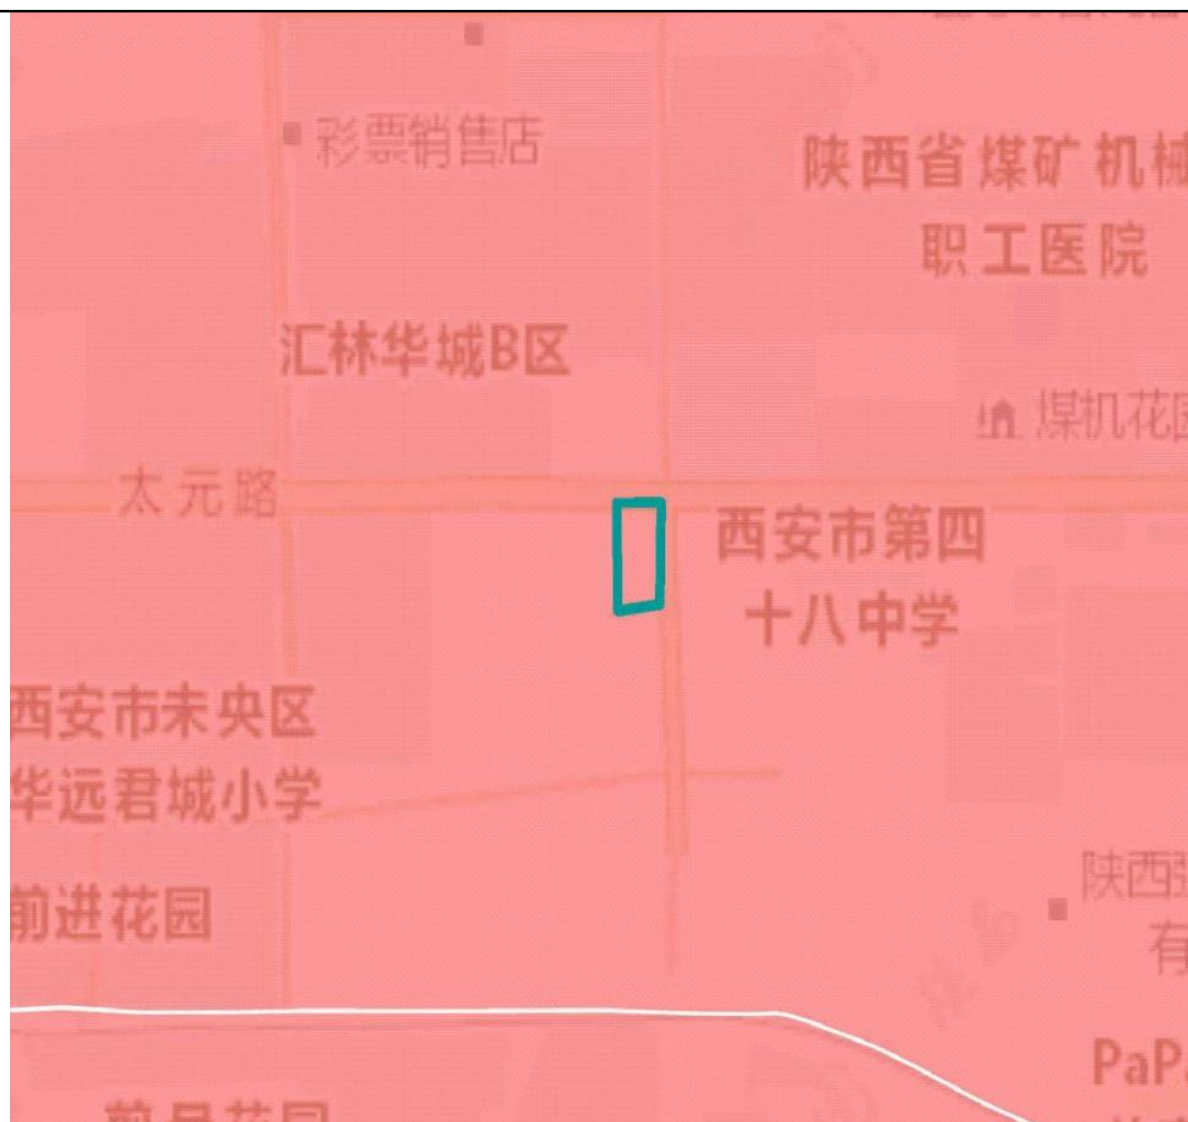 彩票销售店
陕西省煤矿机械
职工医院
汇林华城B区
煤机花园
太元路
西安市第四
十八中学
西安市未央区
华远君城小学
前进花园
陕西
有
PaPa